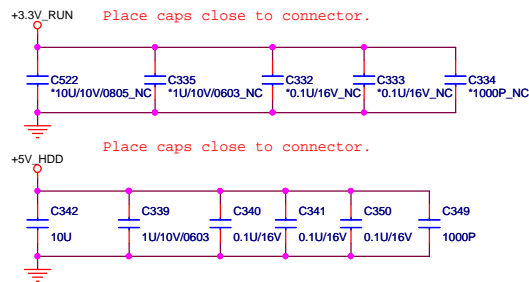 +3.3V_RUN
Place caps close to connector.
C522
*10U/10V/0805_NC
C335
*1U/10V/0603_NC
C332
*0.1U/16V_NC
C333
*0.1U/16V_NC
C334
*1000P_NC
Place caps close to connector.
+5V_HDD
C342
10U
C339
1U/10V/0603
C340
0.1U/16V
C341
0.1U/16V
C350
0.1U/16V
C349
1000P